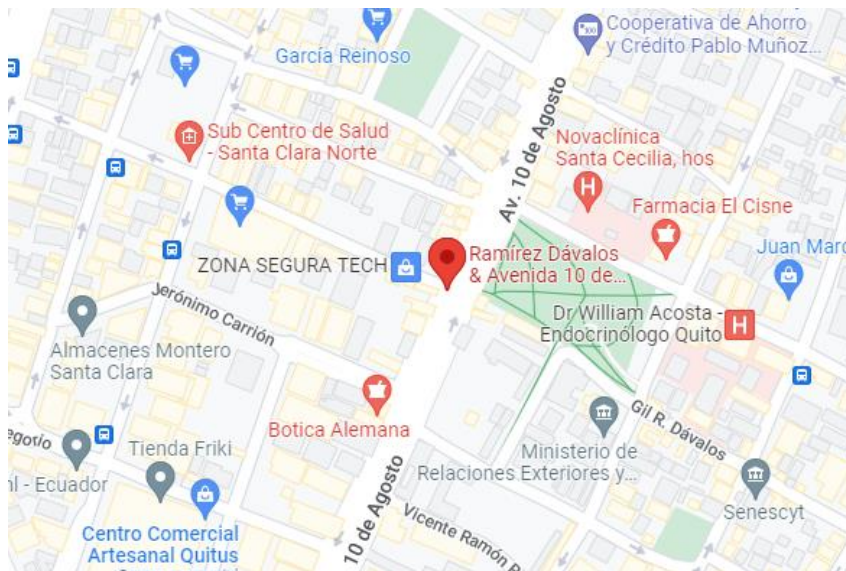 Cooperativa de Ahorro
y Crédito Pablo Muñoz...
García Reinoso
Av. 10 de Agosto
Sub Centro de Salud
- Santa Clara Norte
Novaclínica
Santa Cecilia, hos
Farmacia El Cisne
Juan Marc
ZONA SEGURA TECH
Ramírez Dávalos
& Avenida 10 de...
Jerónimo Carrión
Dr William Acosta -
Endocrinólogo Quito
Almacenes Montero
Santa Clara
Botica Alemana
Gil R. Dávalos
Tienda Friki
- Ecuador
Ministerio de
Relaciones Exteriores y...
10 de Agosto
Senescyt
Vicente Ramón
Centro Comercial
Artesanal Quitus